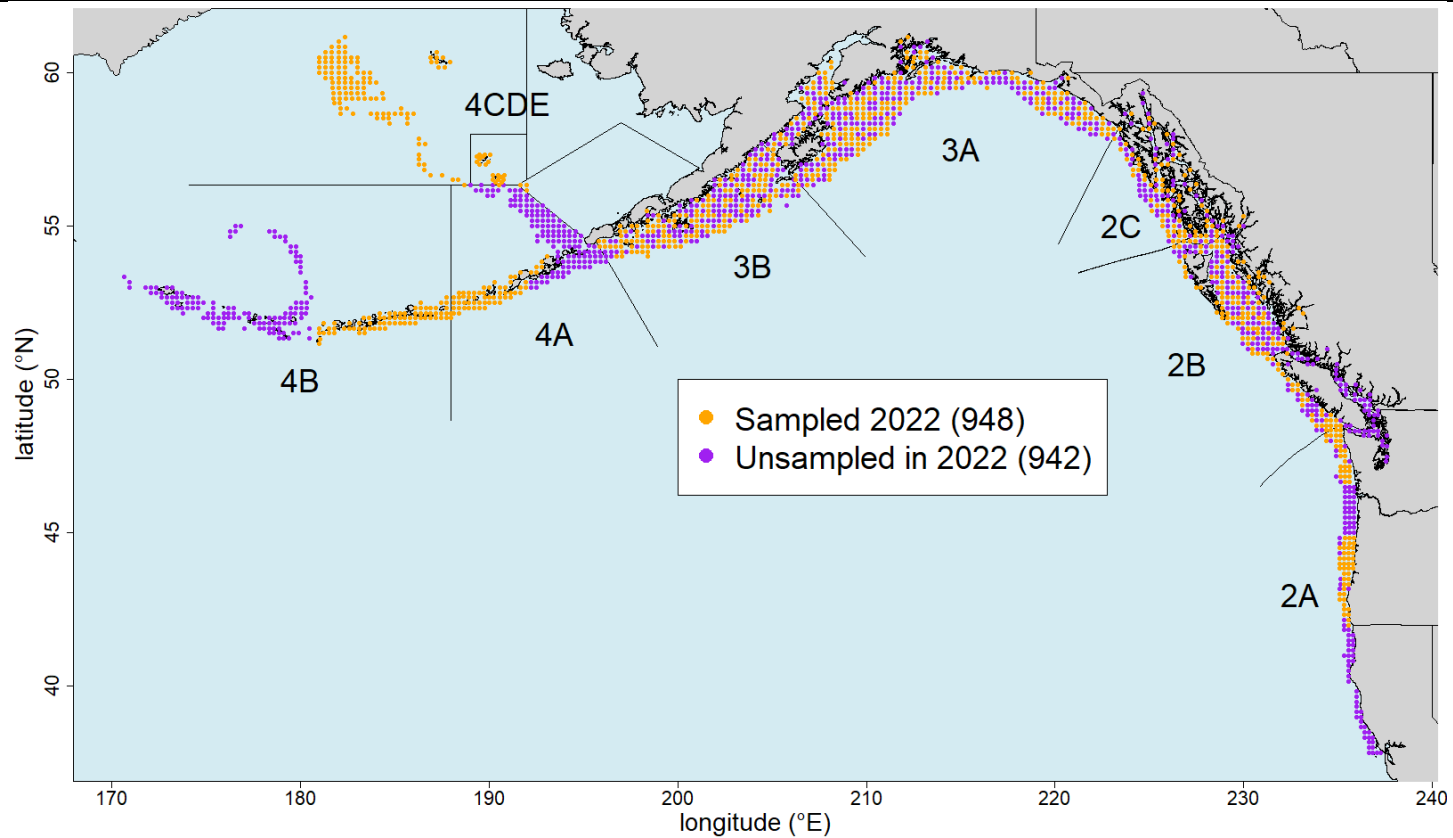 60
55
50
45
40
latitude (°N)
4CDE
3A
2C
3B
4A
2B
4B
Sampled 2022 (948)
Unsampled in 2022 (942)
2A
170
180
190
200
210
220
230
240
longitude (°E)